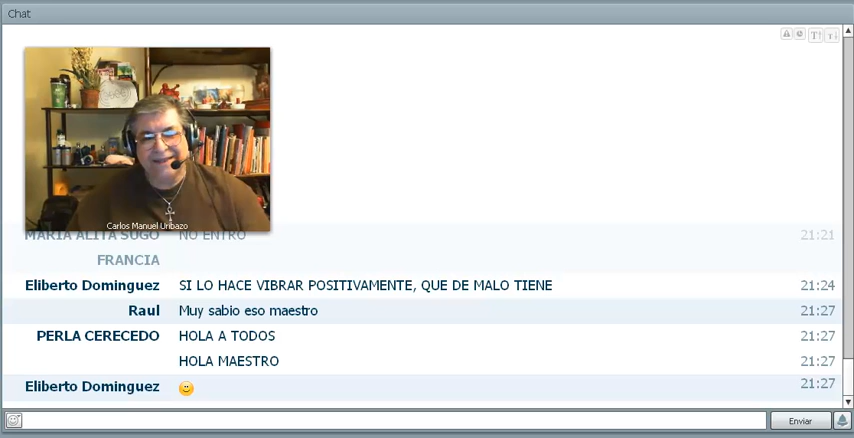 Chat
Carlos Manuel Uribazo
MARIA ALITA SUGO NO ENTRO 21:21
FRANCIA
Eliberto Dominguez SI LO HACE VIBRAR POSITIVAMENTE, QUE DE MALO TIENE 21:24
Raul Muy sabio eso maestro 21:27
PERLA CERECEDO HOLA A TODOS 21:27
HOLA MAESTRO 21:27
Eliberto Dominguez 21:27
Enviar